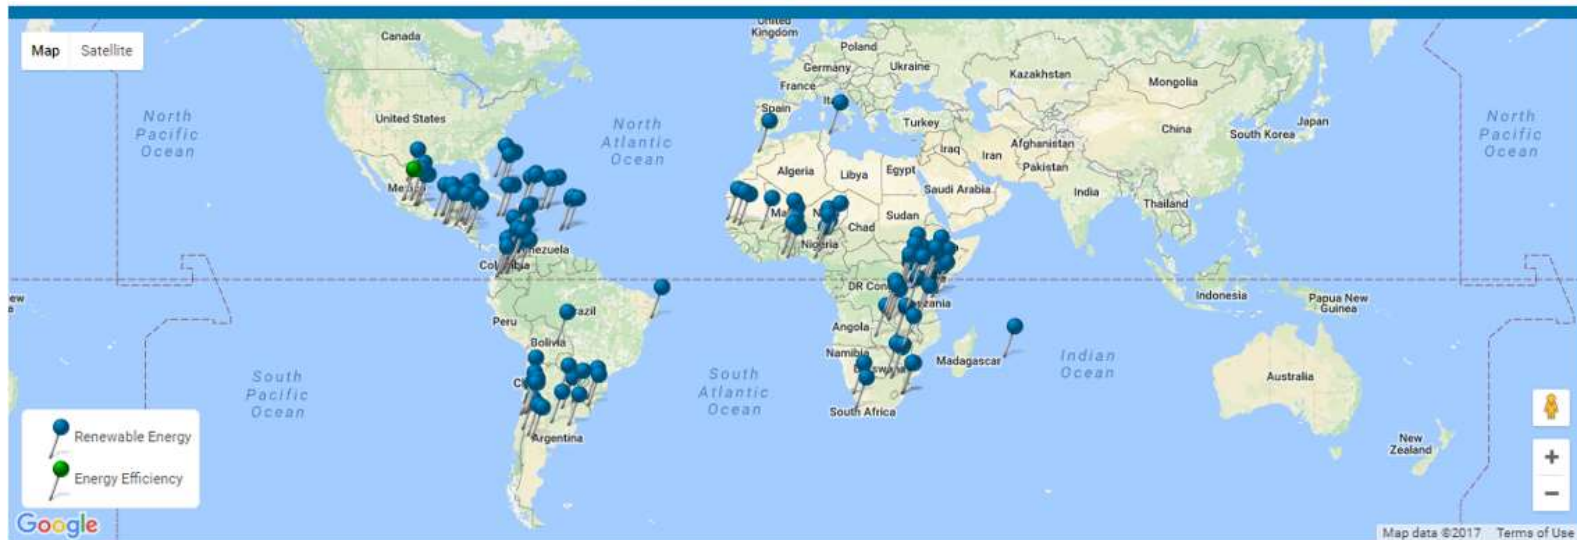 Map Satellite
Canada
United
Kingdom
Poland
Germany
Ukraine
France
Kazakhstan
Mongolia
North
Pacific
Ocean
United States
North
Atlantic
Ocean
Spain
Turkey
China
South Korea
Japan
North
Pacific
Ocean
Iraq
Iran
Afghanistan
Pakistan
Algeria
Libya
Egypt
Saudi Arabia
India
Thailand
Sudan
Chad
Nigeria
Indonesia
Papua New
Guinea
Peru
Bolivia
Angola
Namibia
Madagascar
Indian
Ocean
Australia
South
Pacific
Ocean
South
Atlantic
Ocean
South Africa
Argentina
New
Zealand
Renewable Energy
Energy Efficiency
Google
Map data ©2017 Terms of Use